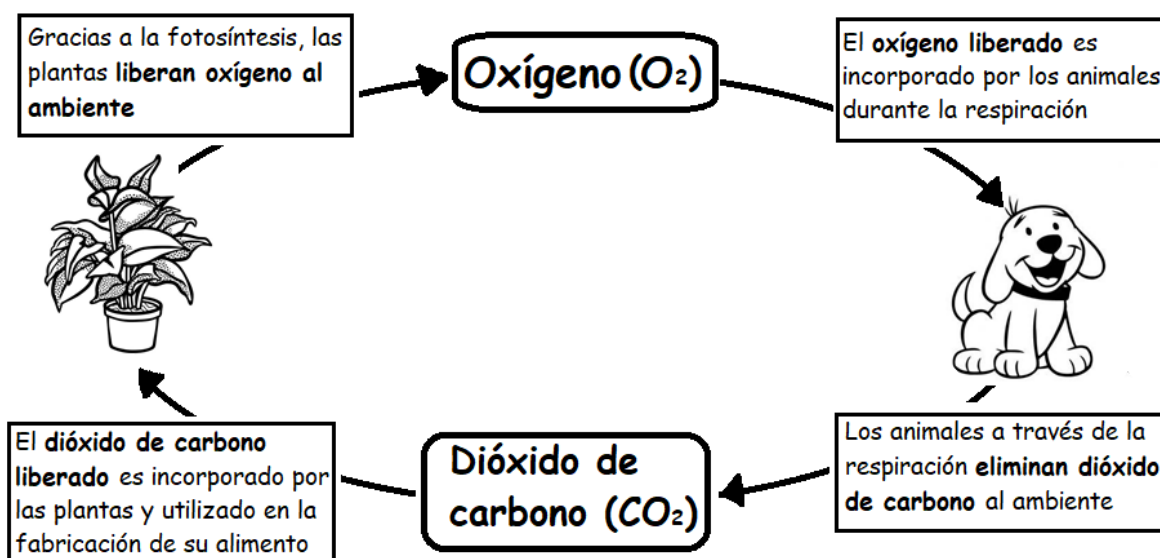 Gracias a la fotosíntesis, las
plantas liberan oxígeno al
ambiente
Oxígeno (O₂)
El oxígeno liberado es
incorporado por los animales
durante la respiración
El dióxido de carbono
liberado es incorporado por
las plantas y utilizado en la
fabricación de su alimento
Dióxido de
carbono (CO₂)
Los animales a través de la
respiración eliminan dióxido
de carbono al ambiente